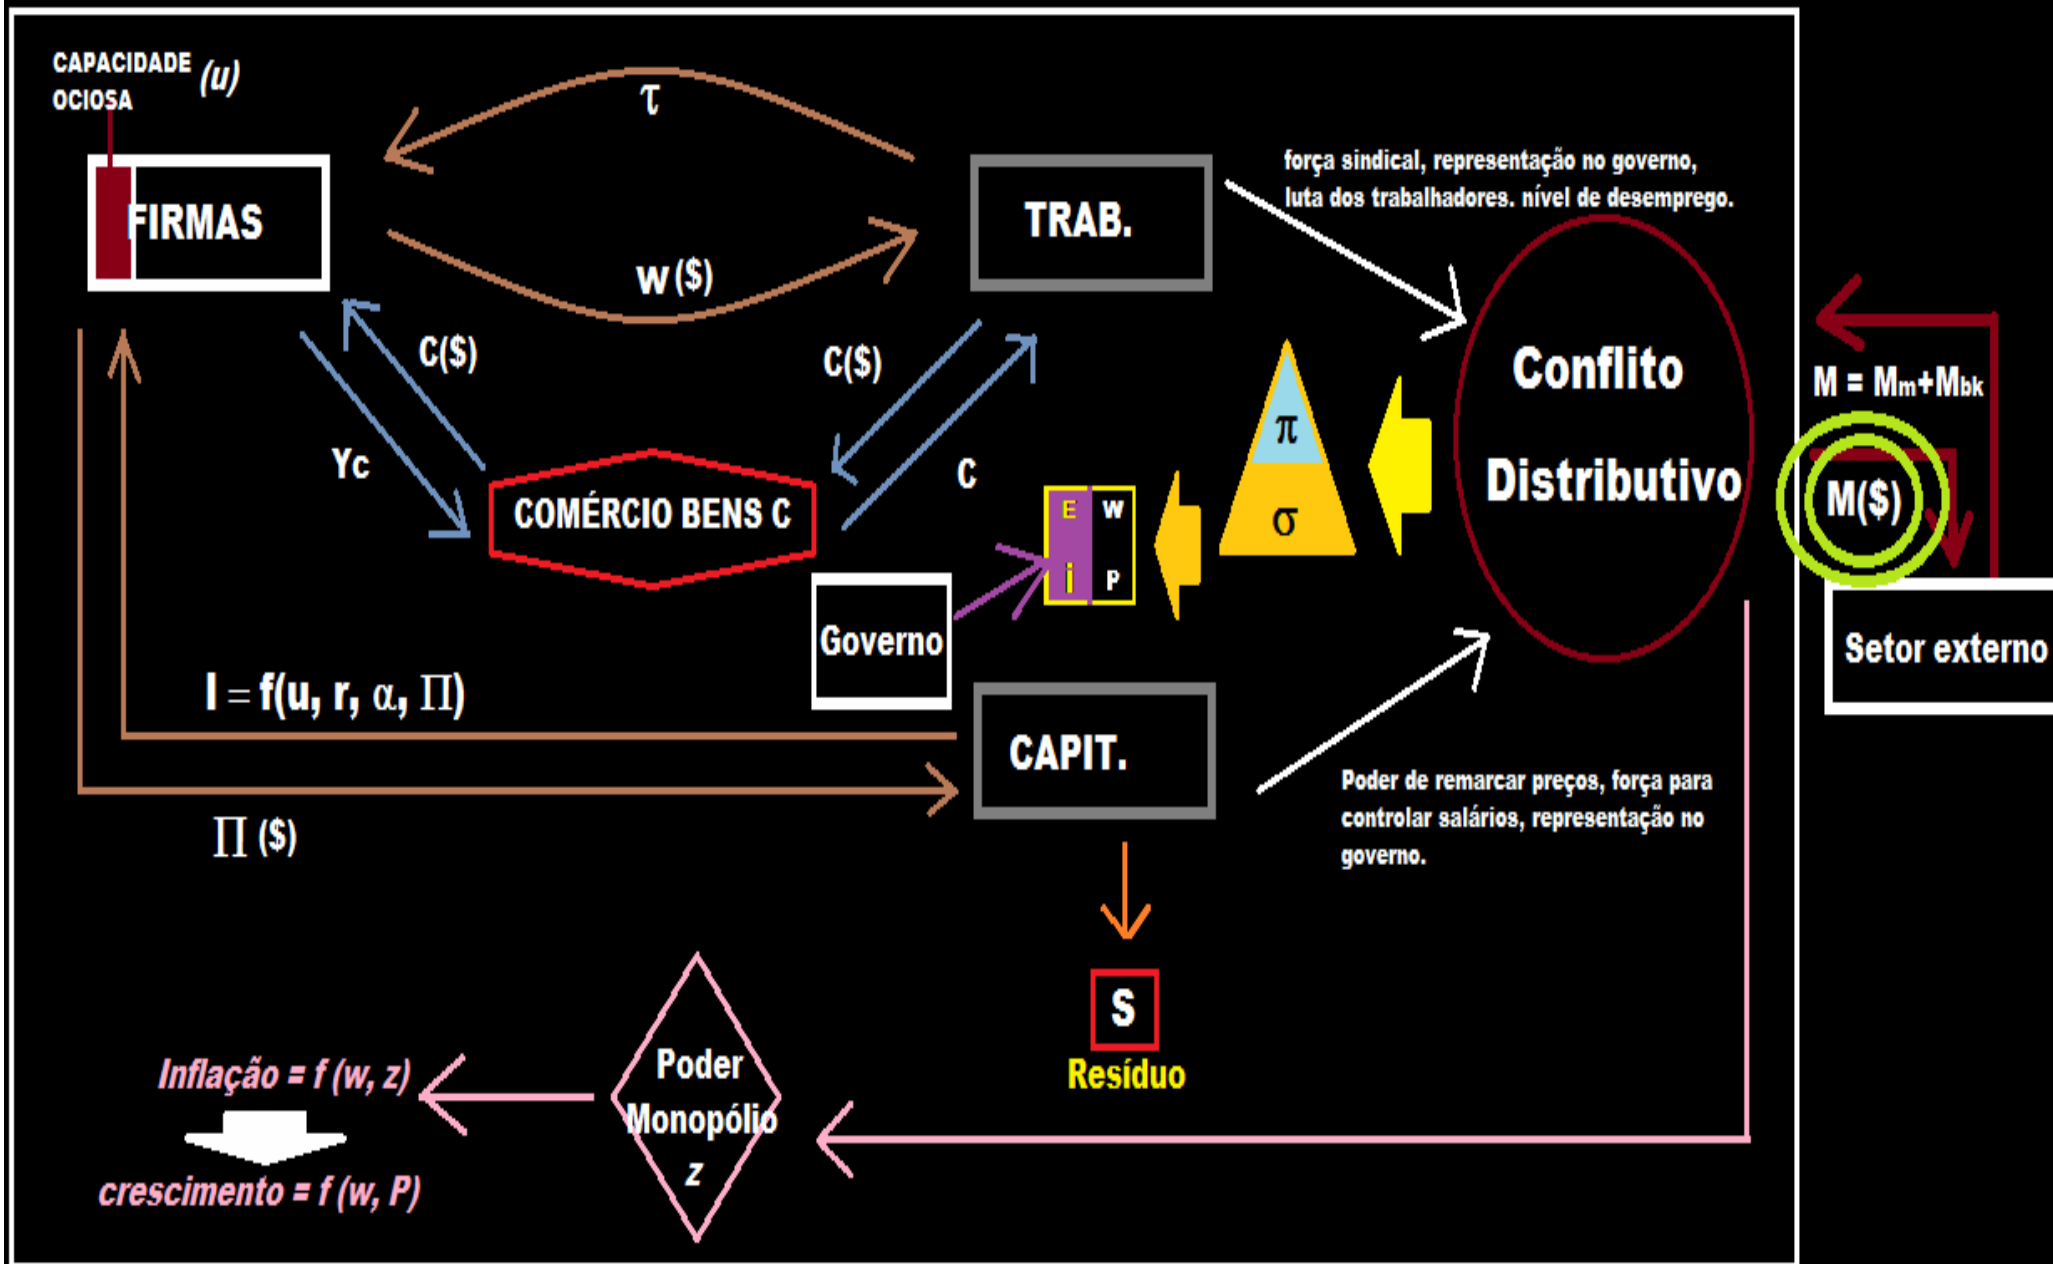 CAPACIDADE (u)
OCIOSA
τ
FIRMAS
TRAB.
força sindical, representação no governo,
luta dos trabalhadores. nível de desemprego.
w ($)
C($)
C($)
Yc
C
COMÉRCIO BENS C
π
σ
E w
i P
Conflito
Distributivo
M = Mm+Mbk
M($)
Governo
Setor externo
I = f(u, r, α, Π)
CAPIT.
Π ($)
Poder de remarcar preços, força para
controlar salários, representação no
governo.
S
Resíduo
Poder
Monopólio
z
Inflação = f (w, z)
crescimento = f (w, P)